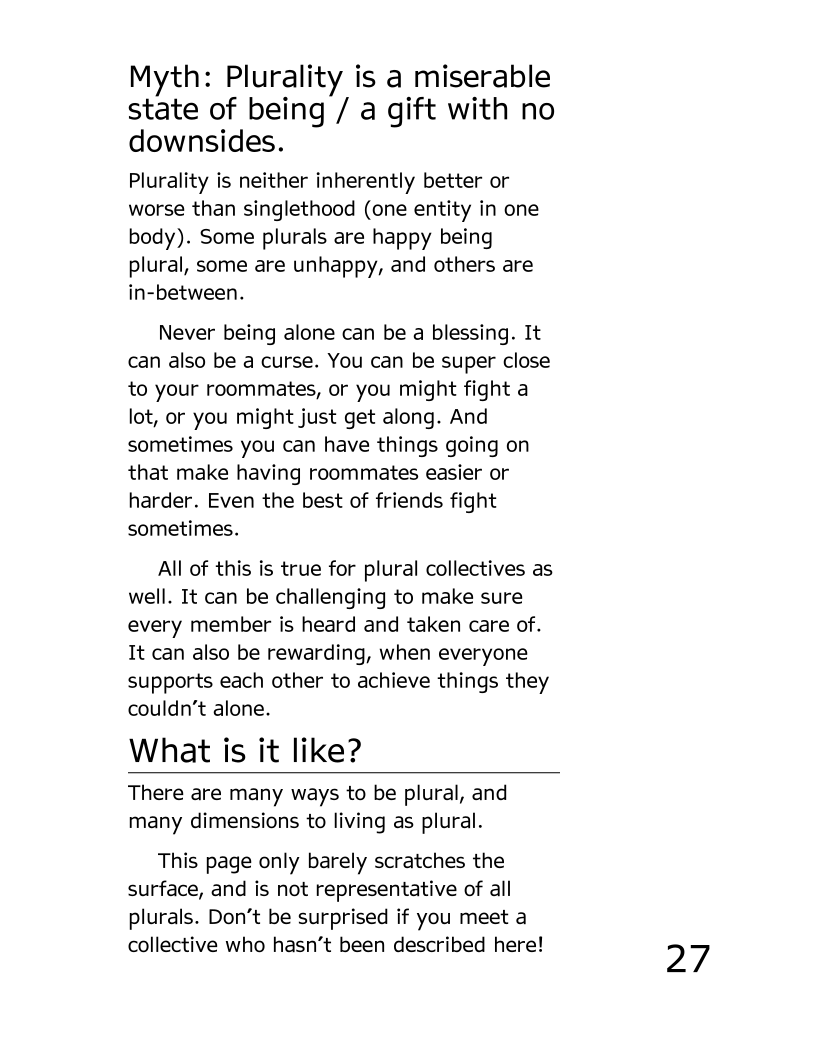 Myth: Plurality is a miserable
state of being / a gift with no
downsides.
Plurality is neither inherently better or
worse than singlethood (one entity in one
body). Some plurals are happy being
plural, some are unhappy, and others are
in-between.
Never being alone can be a blessing. It
can also be a curse. You can be super close
to your roommates, or you might fight a
lot, or you might just get along. And
sometimes you can have things going on
that make having roommates easier or
harder. Even the best of friends fight
sometimes.
All of this is true for plural collectives as
well. It can be challenging to make sure
every member is heard and taken care of.
It can also be rewarding, when everyone
supports each other to achieve things they
couldn’t alone.
What is it like?
There are many ways to be plural, and
many dimensions to living as plural.
This page only barely scratches the
surface, and is not representative of all
plurals. Don’t be surprised if you meet a
collective who hasn’t been described here!
27